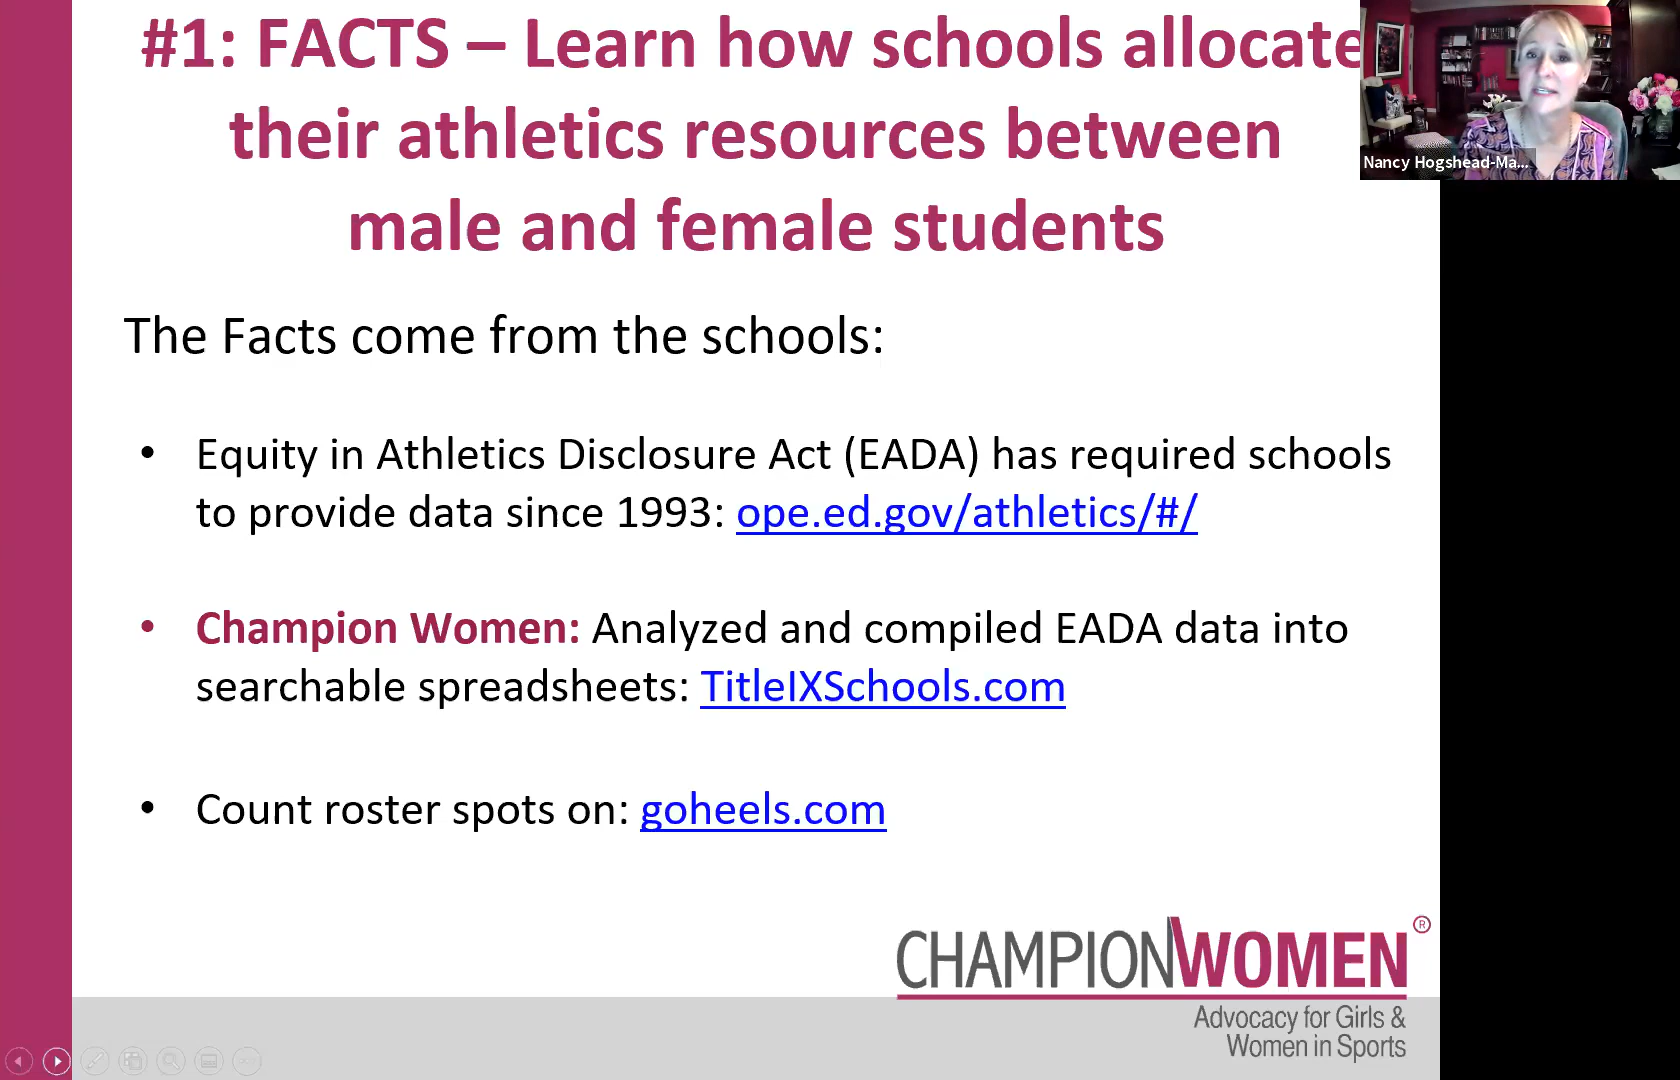 #1: FACTS – Learn how schools allocate
their athletics resources between
male and female students
Nancy Hogshead-Ma...
The Facts come from the schools:
• Equity in Athletics Disclosure Act (EADA) has required schools
to provide data since 1993: ope.ed.gov/athletics/#/
• Champion Women: Analyzed and compiled EADA data into
searchable spreadsheets: TitleIXSchools.com
• Count roster spots on: goheels.com
CHAMPIONWOMEN®
Advocacy for Girls &
Women in Sports